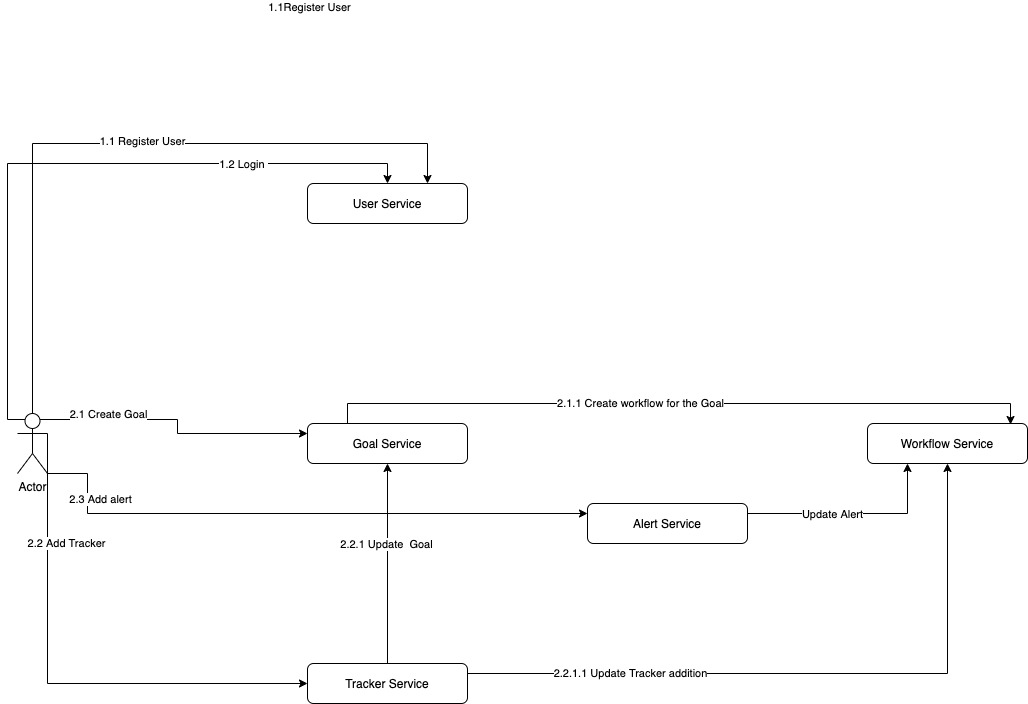 1.1Register User
1.1 Register User
1.2 Login
User Service
2.1.1 Create workflow for the Goal
2.1 Create Goal
Goal Service
Workflow Service
Actor
2.3 Add alert
Update Alert
Alert Service
2.2 Add Tracker
2.2.1 Update  Goal
2.2.1.1 Update Tracker addition
Tracker Service